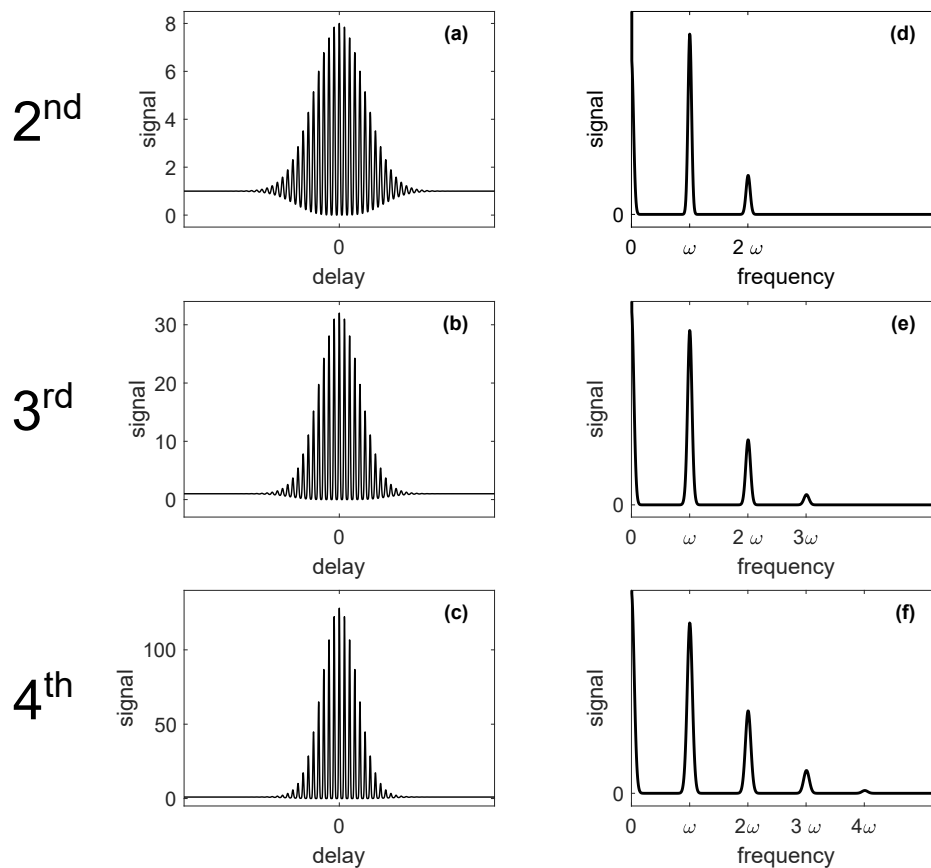 2nd
3rd
4th
(a)
8
6
4
2
0
signal
0
delay
(d)
signal
0
0 ω 2 ω
frequency
(b)
30
20
10
0
signal
0
delay
(e)
signal
0
0 ω 2 ω 3ω
frequency
(c)
100
50
0
signal
0
delay
(f)
signal
0
0 ω 2ω 3 ω 4ω
frequency